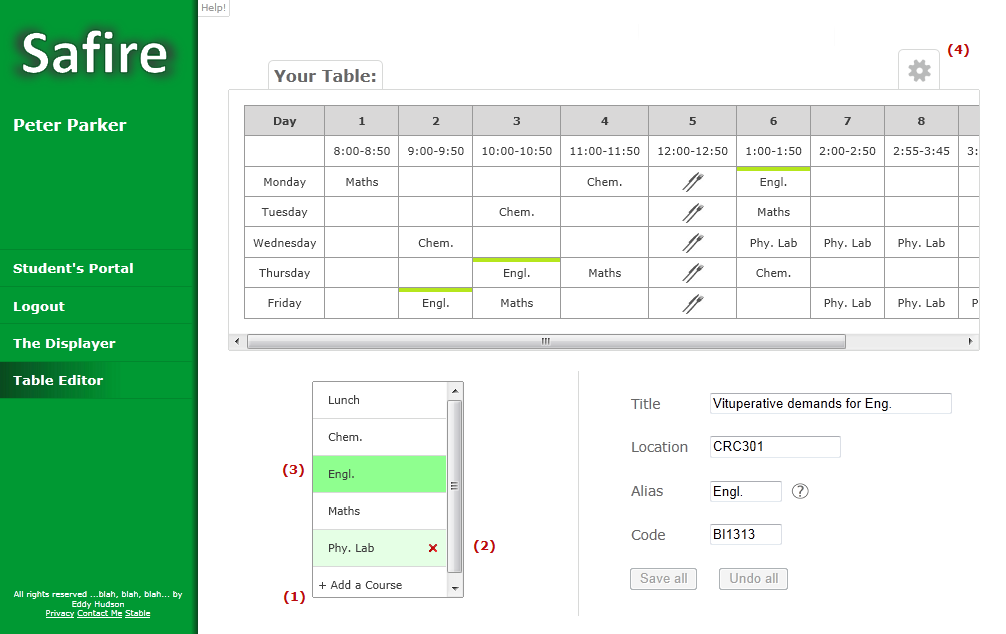 Help!
Safire
Peter Parker
Student's Portal
Logout
The Displayer
Table Editor
All rights reserved ...blah, blah, blah... by
Eddy Hudson
Privacy Contact Me Stable
(4)
Your Table:
Day 1 2 3 4 5 6 7 8
8:00-8:50 9:00-9:50 10:00-10:50 11:00-11:50 12:00-12:50 1:00-1:50 2:00-2:50 2:55-3:45 3:
Monday Maths Chem. Engl.
Tuesday Chem. Maths
Wednesday Chem. Phy. Lab Phy. Lab Phy. Lab
Thursday Engl. Maths Chem.
Friday Engl. Maths Phy. Lab Phy. Lab P
Lunch
Chem.
(3) Engl.
Maths
Phy. Lab × (2)
(1) + Add a Course
Title Vituperative demands for Eng.
Location CRC301
Alias Engl. ?
Code BI1313
Save all Undo all